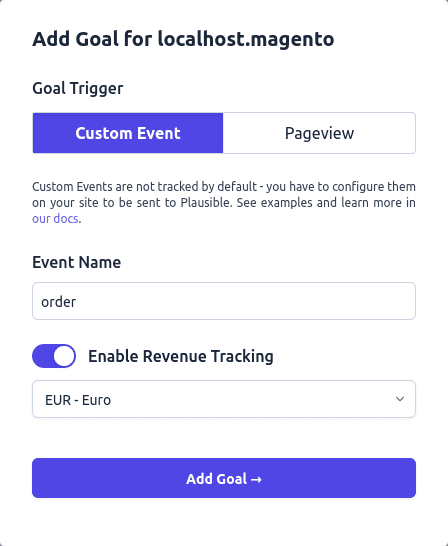 Add Goal for localhost.magento
Goal Trigger
Custom Event
Pageview
Custom Events are not tracked by default - you have to configure them
on your site to be sent to Plausible. See examples and learn more in
our docs.
Event Name
order
Enable Revenue Tracking
EUR - Euro
Add Goal →